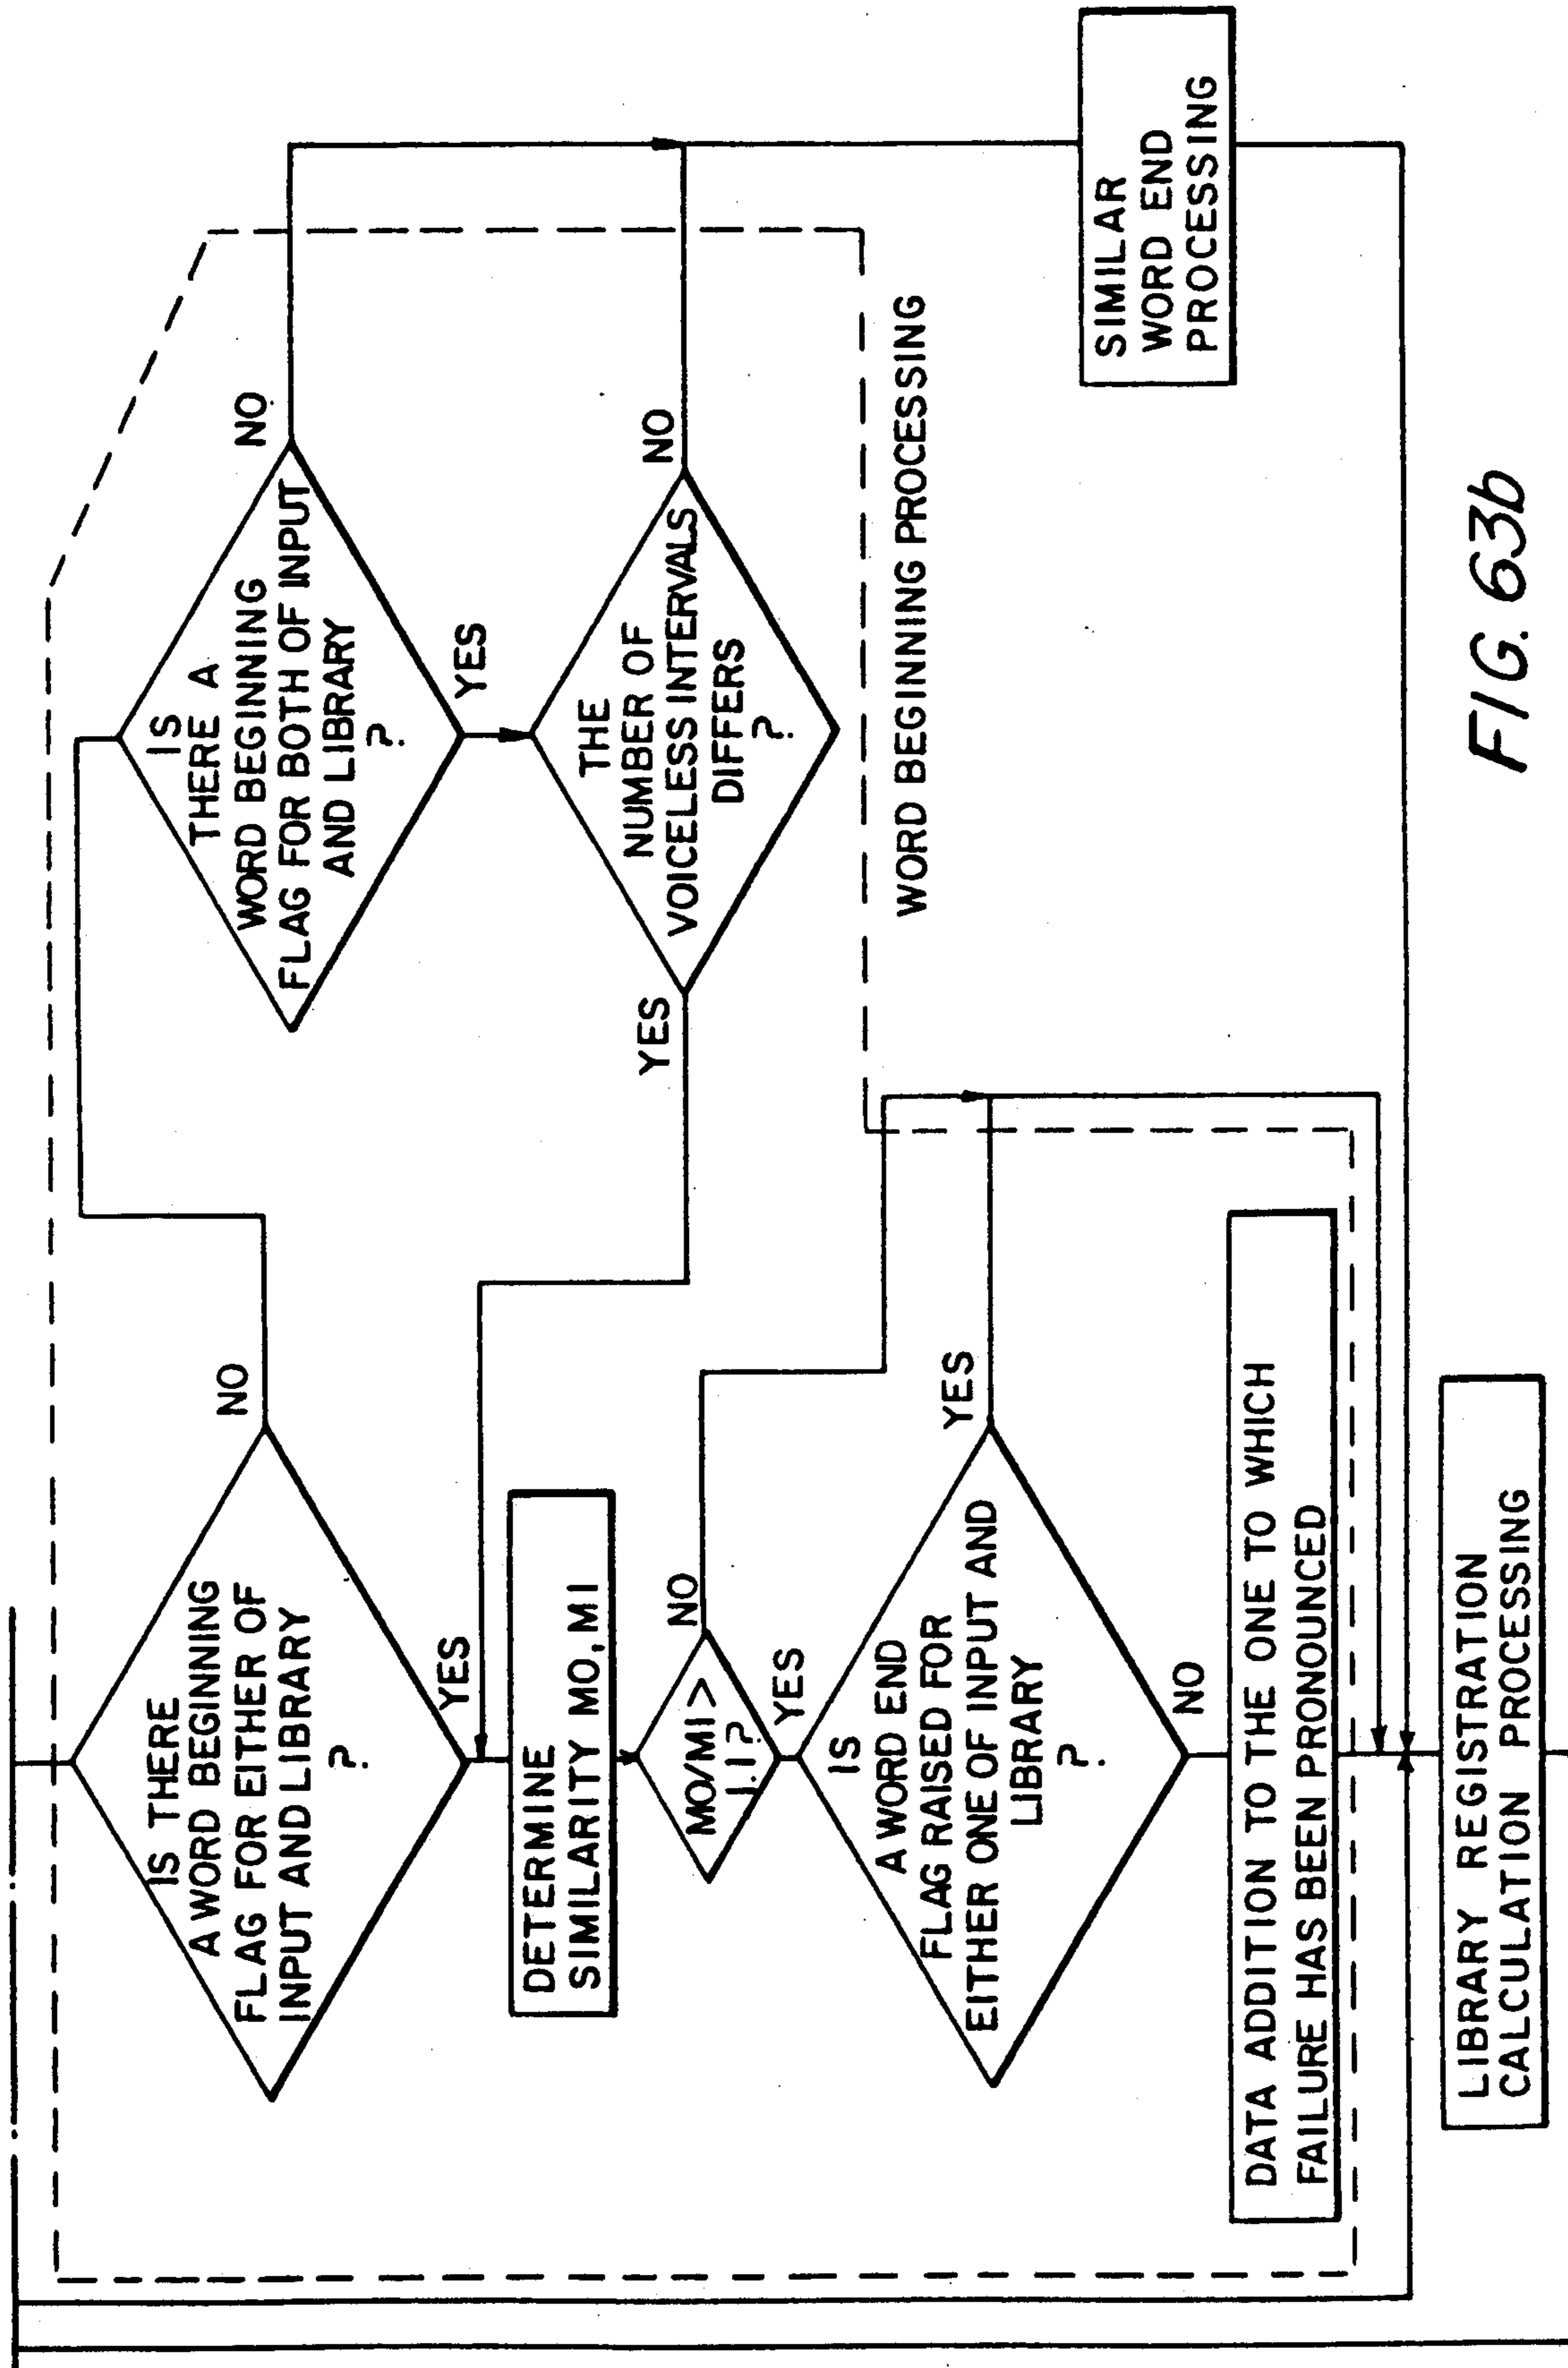 IS THERE
A WORD BEGINNING
FLAG FOR EITHER OF
INPUT AND LIBRARY
?
NO
YES
IS
THERE A
WORD BEGINNING
FLAG FOR BOTH OF INPUT
AND LIBRARY
?
NO
YES
THE
NUMBER OF
VOICELESS INTERVALS
DIFFERS
?
YES
NO
DETERMINE
SIMILARITY MO, MI
MO/MI >
1.1?
NO
YES
IS
A WORD END
FLAG RAISED FOR
EITHER ONE OF INPUT AND
LIBRARY
?
YES
NO
DATA ADDITION TO THE ONE TO WHICH
FAILURE HAS BEEN PRONOUNCED
WORD BEGINNING PROCESSING
SIMILAR
WORD END
PROCESSING
LIBRARY REGISTRATION
CALCULATION PROCESSING
FIG. 63b